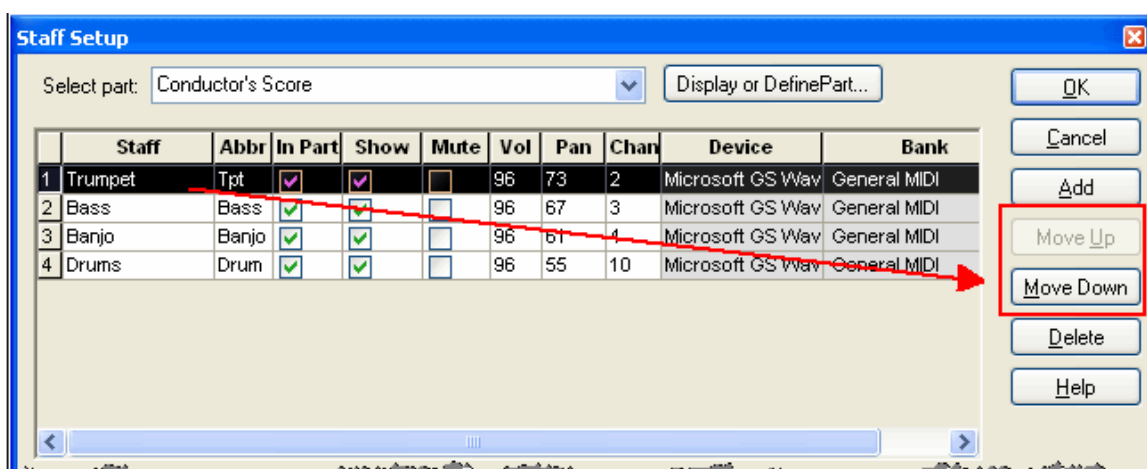 Staff Setup
Select part: Conductor's Score Display or DefinePart... OK
Cancel
Staff Abbr In Part Show Mute Vol Pan Chan Device Bank
1 Trumpet Tpt 96 73 2 Microsoft GS Wav General MIDI Add
2 Bass Bass 96 67 3 Microsoft GS Wav General MIDI
3 Banjo Banjo 96 61 4 Microsoft GS Wav General MIDI Move Up
4 Drums Drum 96 55 10 Microsoft GS Wav General MIDI
Move Down
Delete
Help